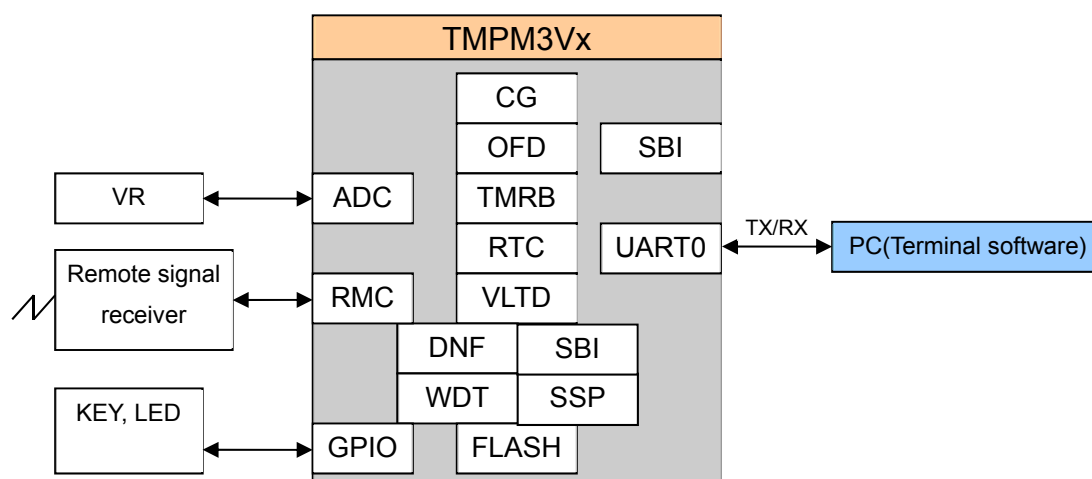 TMPM3Vx
CG
OFD
SBI
VR
ADC
TMRB
RTC
UART0
TX/RX
PC(Terminal software)
Remote signal
receiver
RMC
VLTD
DNF
SBI
WDT
SSP
KEY, LED
GPIO
FLASH